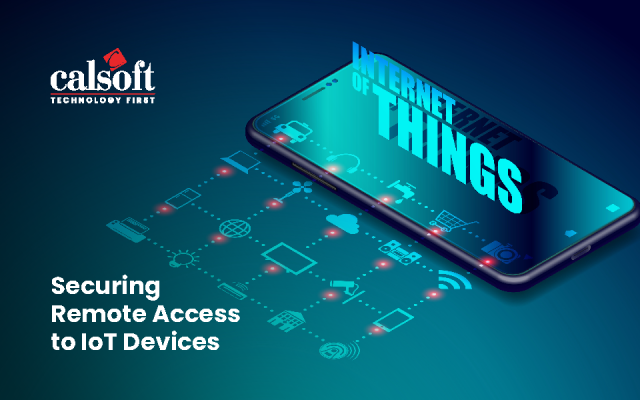 calsoft
TECHNOLOGY FIRST
INTERNET
OF
THINGS
Securing
Remote Access
to IoT Devices